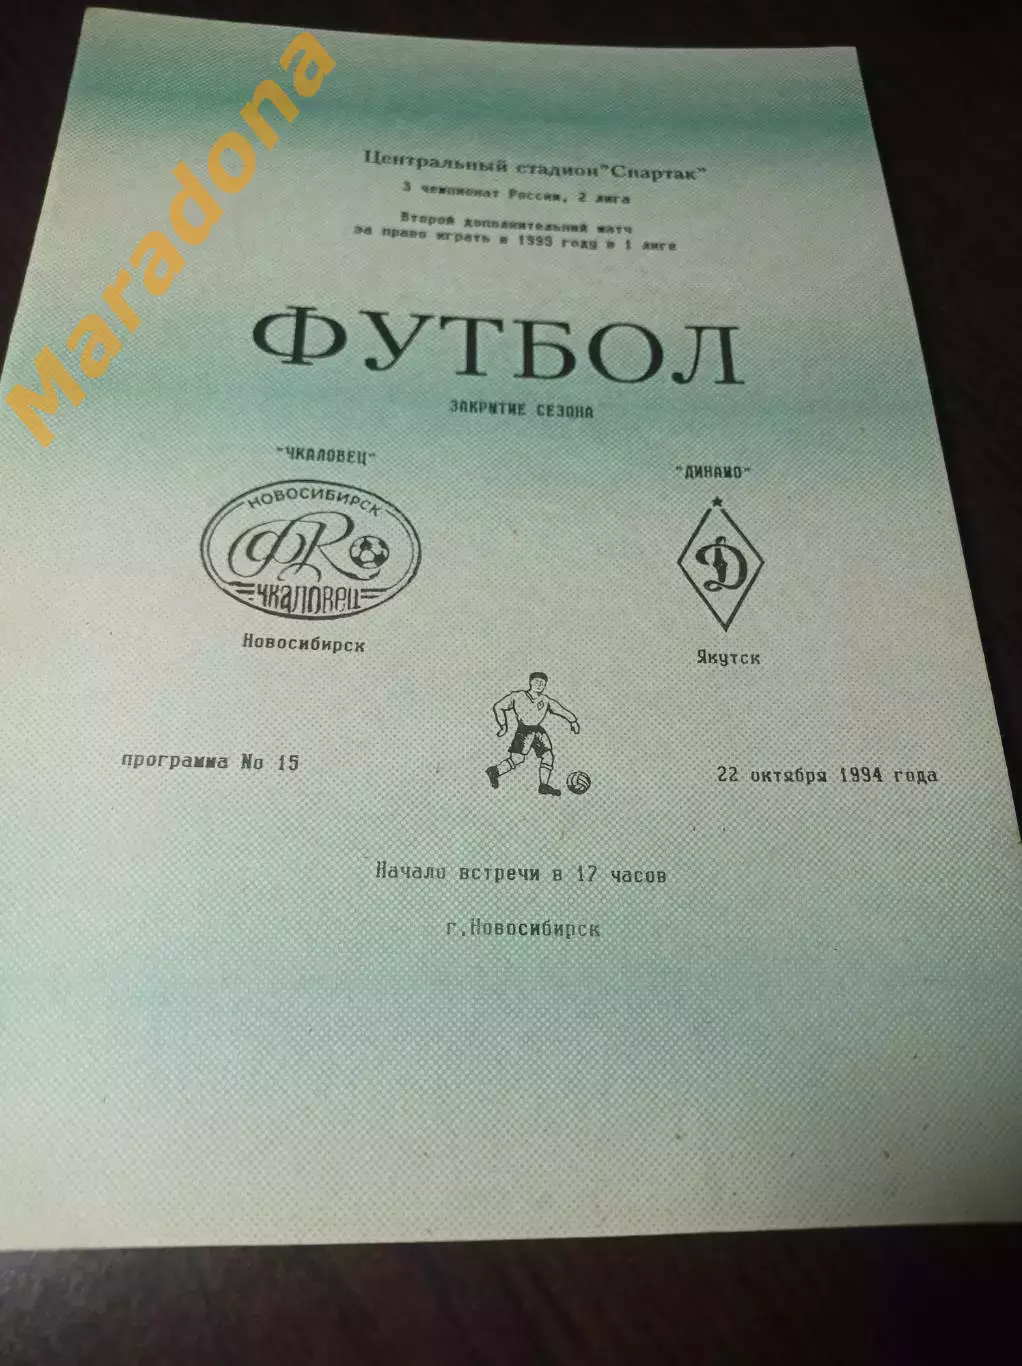 Maradona
Центральный стадион"Спартак"
3 чемпионат России, 2 лига
Второй дополнительный матч
за право играть в 1995 году в 1 лиге
ФУТБОЛ
ЗАКРЫТИЕ СЕЗОНА
"ЧКАЛОВЕЦ"
"ДИНАМО"
НОВОСИБИРСК
ФК
ЧКАЛОВЕЦ
Д
Новосибирск
Якутск
программа No 15
22 октября 1994 года
Начало встречи в 17 часов
г.Новосибирск